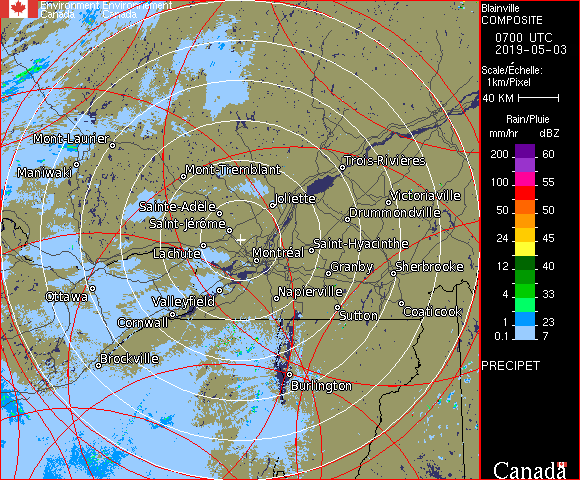 Environment Environnement
Canada Canada
Blainville
COMPOSITE
0700 UTC
2019-05-03
Scale/Échelle:
1km/Pixel
40 KM
Rain/Pluie
mm/hr dBZ
200 60
100 55
50 50
24 45
12 40
4 33
1 23
0.1 7
PRECIPET
Mont-Laurier
Maniwaki
Mont-Tremblant
Trois-Rivières
Sainte-Adèle
Joliette
Victoriaville
Saint-Jérôme
Drummondville
Lachute
Montréal
Saint-Hyacinthe
Granby
Sherbrooke
Ottawa
Valleyfield
Napierville
Cornwall
Sutton
Coaticook
Brockville
Burlington
Canada